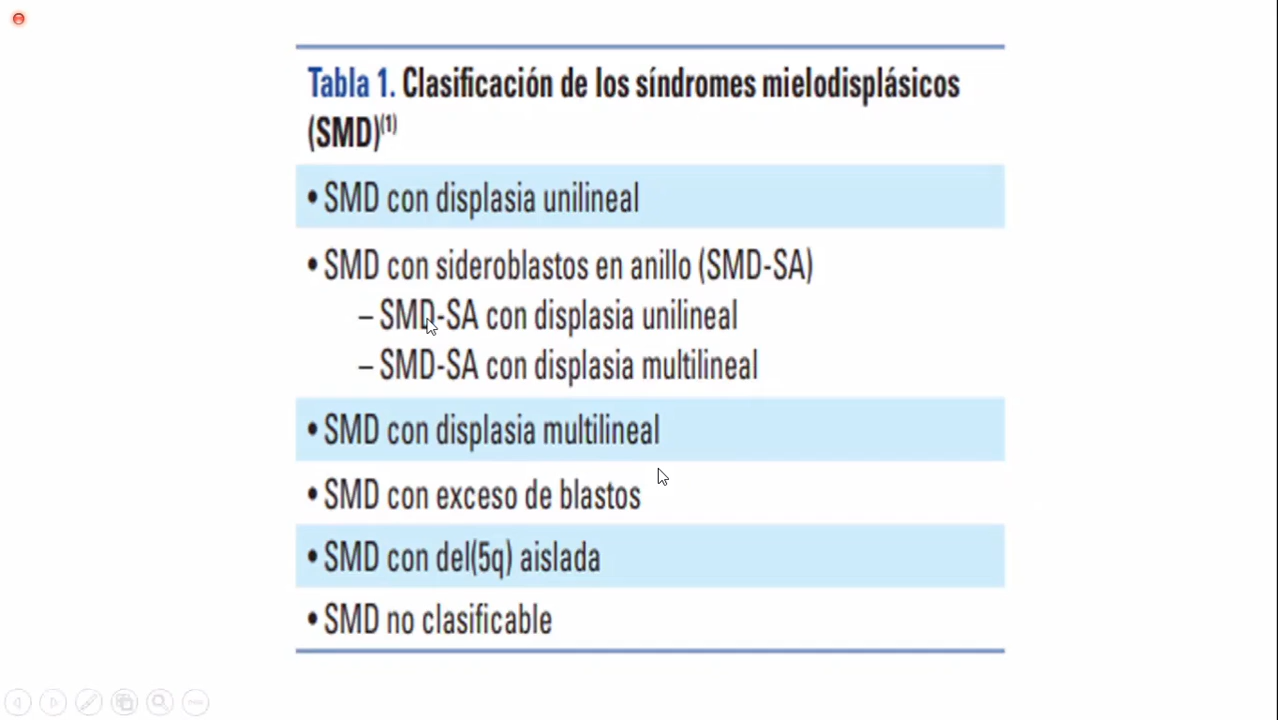 Tabla 1. Clasificación de los síndromes mielodisplásicos
(SMD)(1)
• SMD con displasia unilineal
• SMD con sideroblastos en anillo (SMD-SA)
– SMD-SA con displasia unilineal
– SMD-SA con displasia multilineal
• SMD con displasia multilineal
• SMD con exceso de blastos
• SMD con del(5q) aislada
• SMD no clasificable